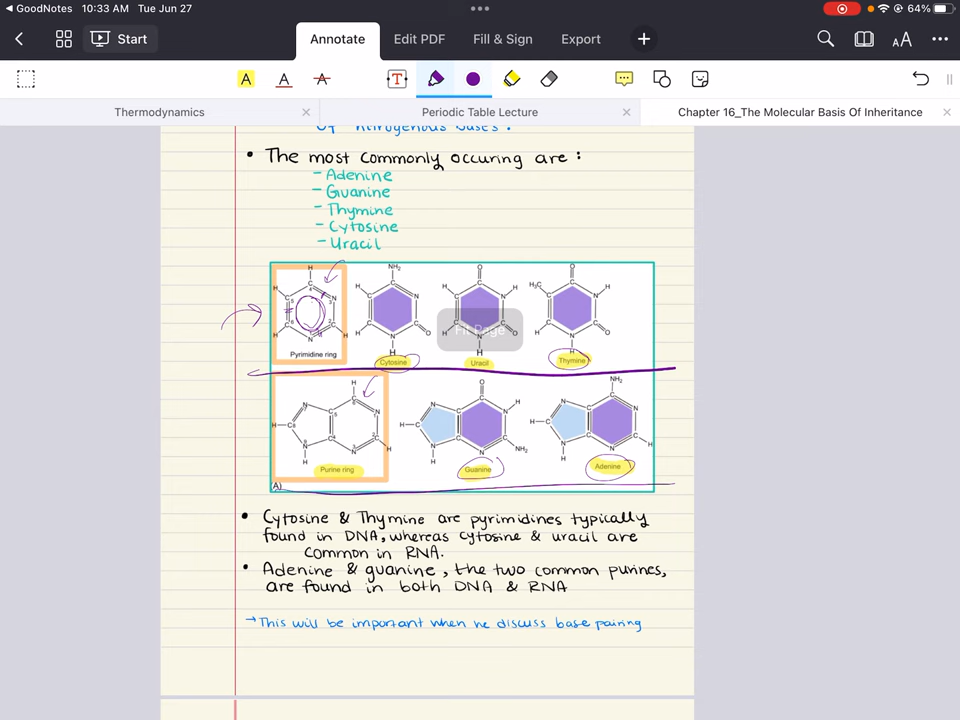 GoodNotes 10:33 AM Tue Jun 27 64%
Start Annotate Edit PDF Fill & Sign Export
A A A T AA
Thermodynamics Periodic Table Lecture Chapter 16_The Molecular Basis Of Inheritance
of nitrogenous bases.
• The most commonly occuring are :
- Adenine
- Guanine
- Thymine
- Cytosine
- Uracil
Pyrimidine ring Cytosine Uracil Thymine
Purine ring Guanine Adenine
A)
• Cytosine & Thymine are pyrimidines typically
found in DNA, whereas cytosine & uracil are
common in RNA.
• Adenine & guanine, the two common purines,
are found in both DNA & RNA
→ This will be important when we discuss base pairing